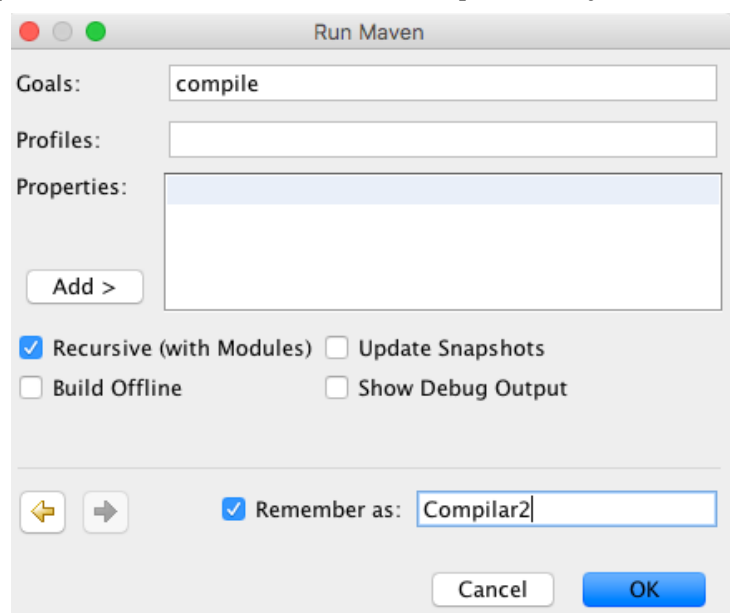 Run Maven
Goals: compile
Profiles:
Properties:
Add >
Recursive (with Modules) Update Snapshots
Build Offline Show Debug Output
Remember as: Compilar2
Cancel OK